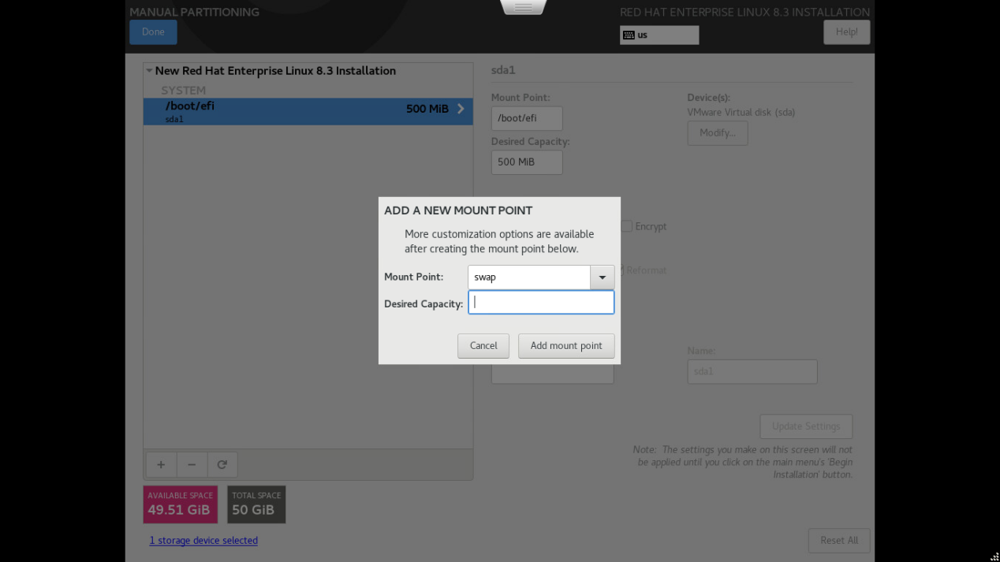 MANUAL PARTITIONING
RED HAT ENTERPRISE LINUX 8.3 INSTALLATION
Done
us
Help!
New Red Hat Enterprise Linux 8.3 Installation
SYSTEM
/boot/efi
sda1
500 MiB
sda1
Mount Point:
/boot/efi
Desired Capacity:
500 MiB
Device(s):
VMware Virtual disk (sda)
Modify...
Encrypt
Reformat
ADD A NEW MOUNT POINT
More customization options are available
after creating the mount point below.
Mount Point:
swap
Desired Capacity:
Cancel
Add mount point
Name:
sda1
Update Settings
Note: The settings you make on this screen will not
be applied until you click on the main menu's 'Begin
Installation' button.
+
−
AVAILABLE SPACE
49.51 GiB
TOTAL SPACE
50 GiB
1 storage device selected
Reset All